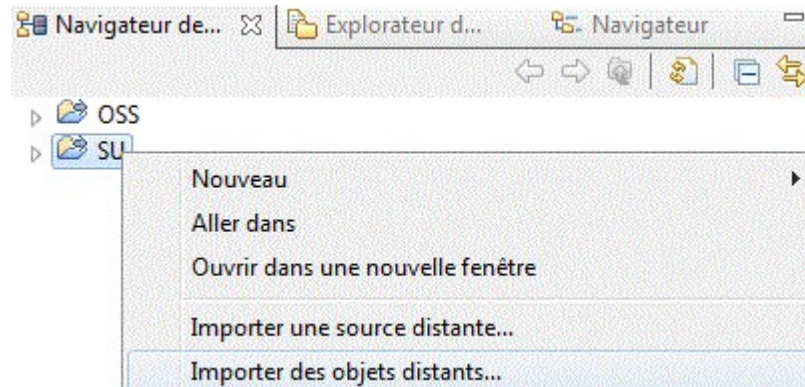 Navigateur de... Explorateur d... Navigateur
OSS
SU
Nouveau
Aller dans
Ouvrir dans une nouvelle fenêtre
Importer une source distante...
Importer des objets distants...